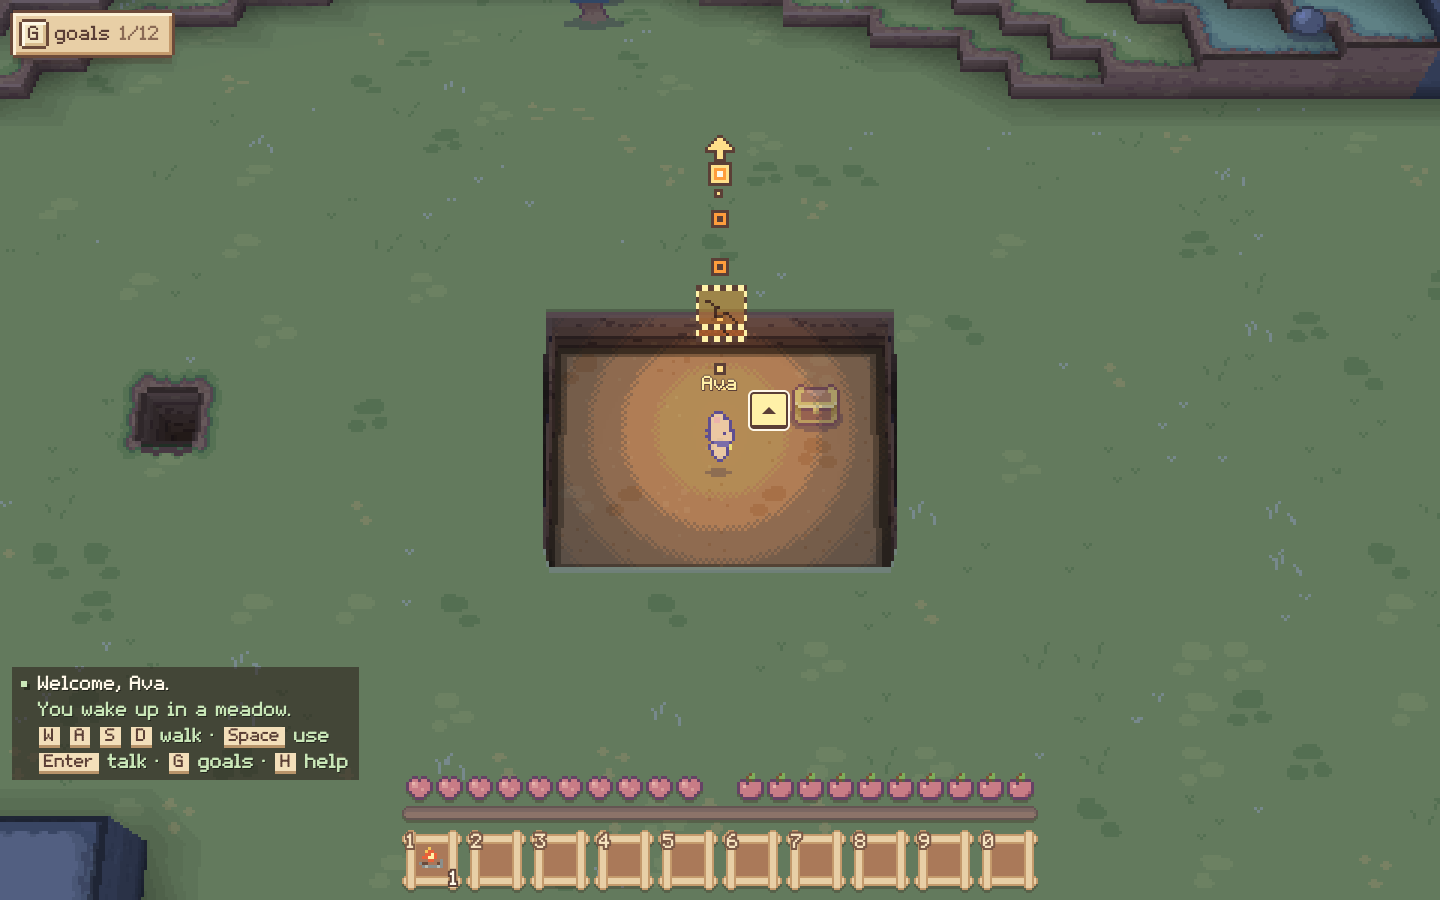 G goals 1/12
Ava
Welcome, Ava.
You wake up in a meadow.
W A S D walk · Space use
Enter talk · G goals · H help
1 2 3 4 5 6 7 8 9 0
1